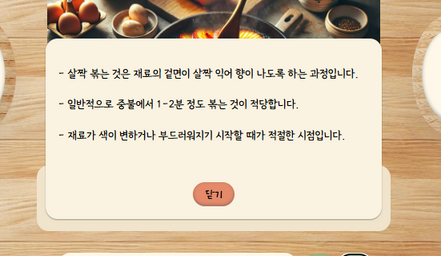 - 살짝 볶는 것은 재료의 겉면이 살짝 익어 향이 나도록 하는 과정입니다.
- 일반적으로 중불에서 1-2분 정도 볶는 것이 적당합니다.
- 재료가 색이 변하거나 부드러워지기 시작할 때가 적절한 시점입니다.
닫기